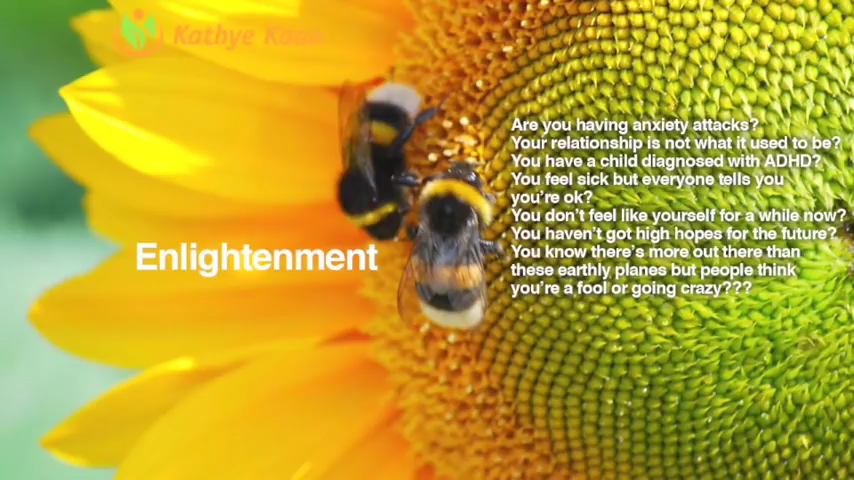 Kathye
Enlightenment
Are you having anxiety attacks?
Your relationship is not what it used to be?
You have a child diagnosed with ADHD?
You feel sick but everyone tells you
you're ok?
You don't feel like yourself for a while now?
You haven't got high hopes for the future?
You know there's more out there than
these earthly planes but people think
you're a fool or going crazy???